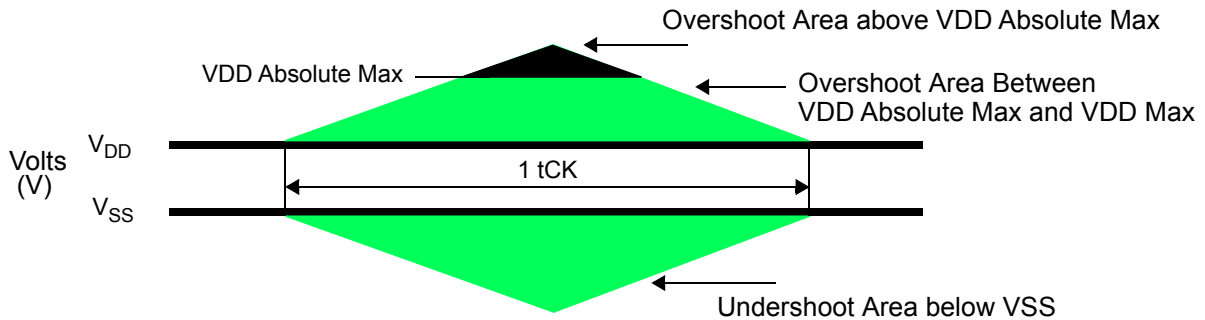 Overshoot Area above VDD Absolute Max
VDD Absolute Max
Overshoot Area Between
VDD Absolute Max and VDD Max
VDD
Volts
(V)
1 tCK
VSS
Undershoot Area below VSS